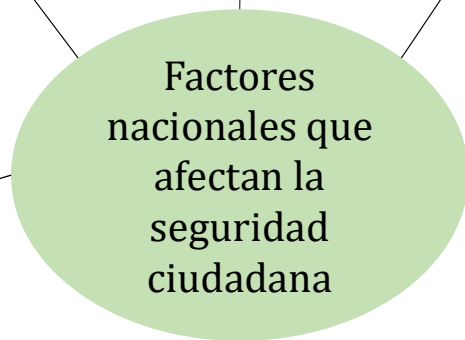 Factores
nacionales que
afectan la
seguridad
ciudadana